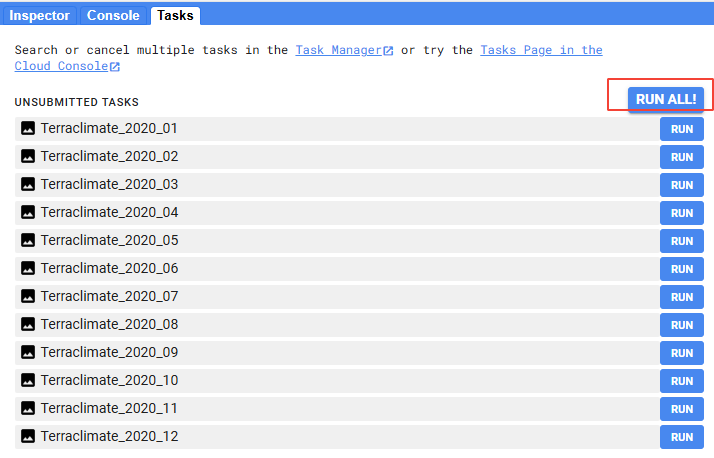 Inspector Console Tasks
Search or cancel multiple tasks in the Task Manager or try the Tasks Page in the
Cloud Console
UNSUBMITTED TASKS RUN ALL!
Terraclimate_2020_01 RUN
Terraclimate_2020_02 RUN
Terraclimate_2020_03 RUN
Terraclimate_2020_04 RUN
Terraclimate_2020_05 RUN
Terraclimate_2020_06 RUN
Terraclimate_2020_07 RUN
Terraclimate_2020_08 RUN
Terraclimate_2020_09 RUN
Terraclimate_2020_10 RUN
Terraclimate_2020_11 RUN
Terraclimate_2020_12 RUN